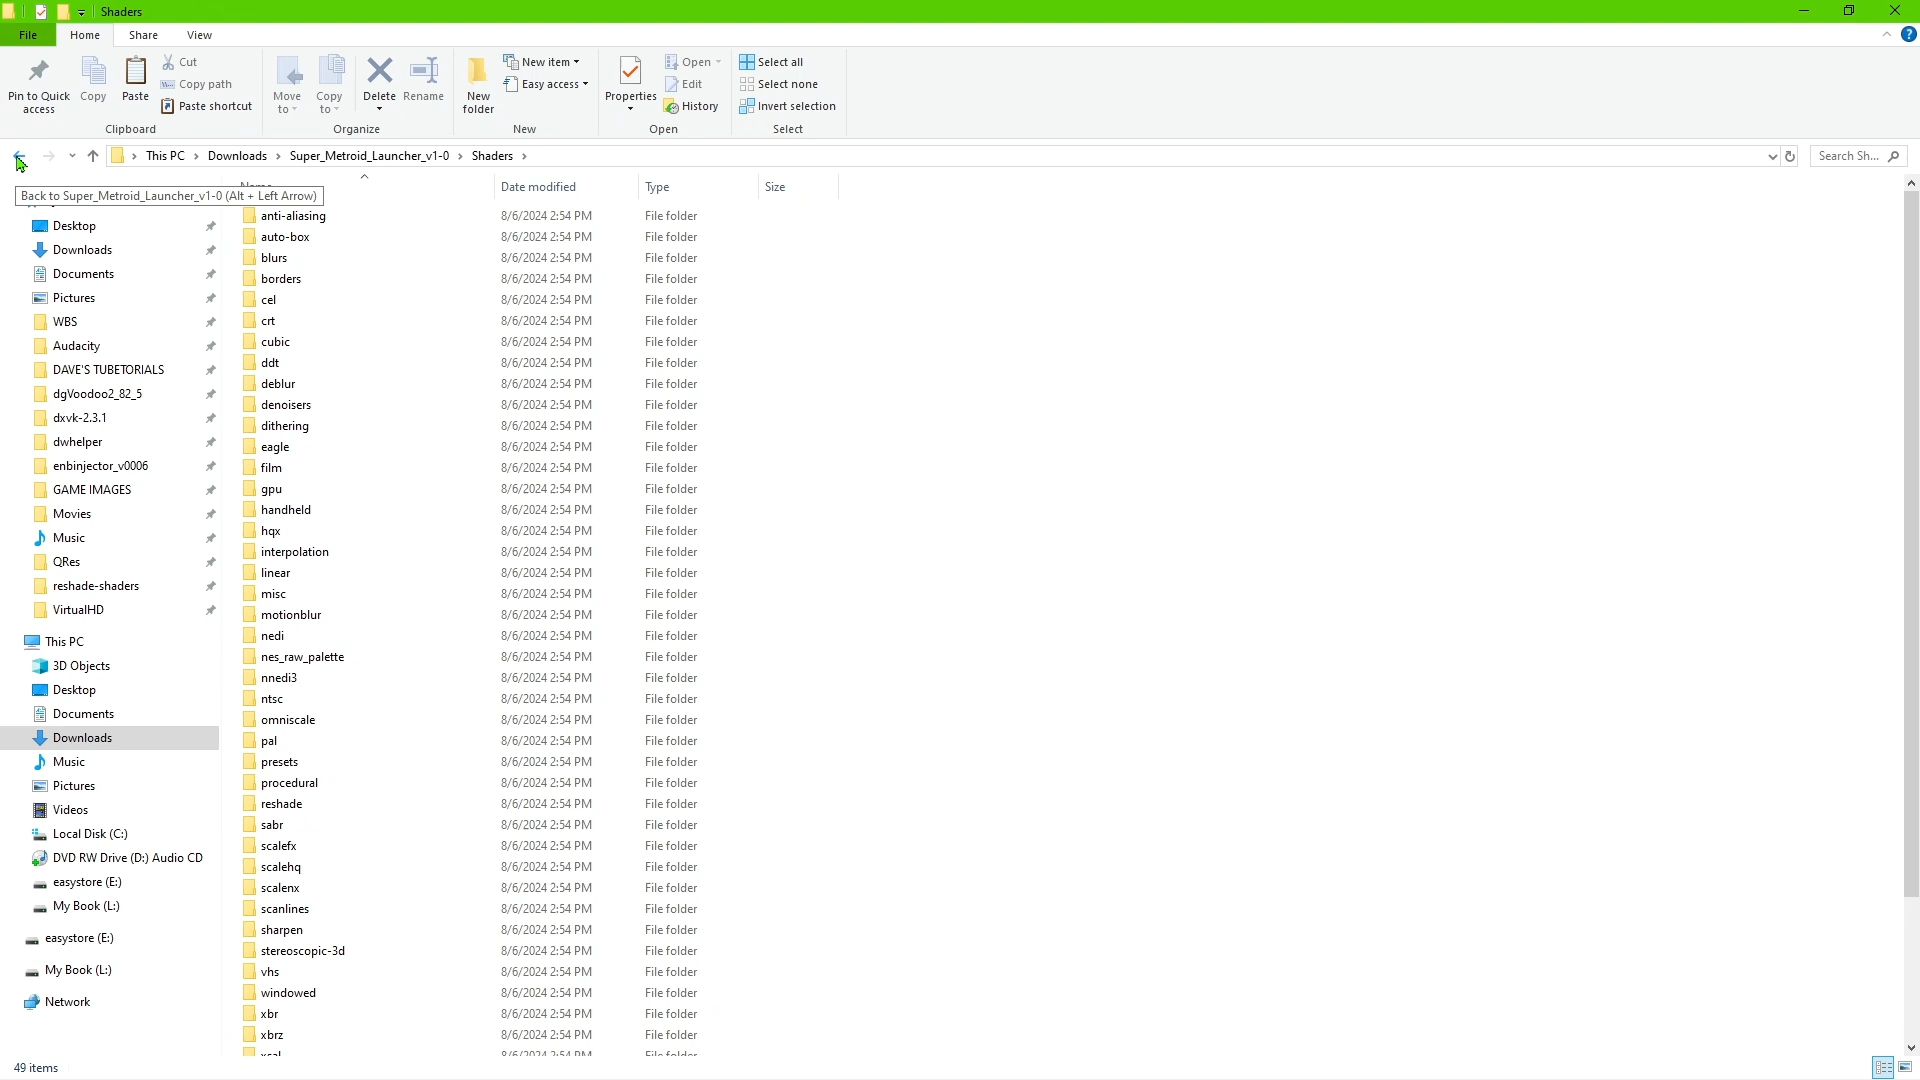 Shaders
File
Home
Share
View
Pin to Quick access
Copy
Paste
Cut
Copy path
Paste shortcut
Clipboard
Move to
Copy to
Delete
Rename
Organize
New folder
New item
Easy access
New
Properties
Open
Edit
History
Open
Select all
Select none
Invert selection
Select
This PC > Downloads > Super_Metroid_Launcher_v1-0 > Shaders >
Search Sh...
Date modified
Type
Size
Back to Super_Metroid_Launcher_v1-0 (Alt + Left Arrow)
Desktop
Downloads
Documents
Pictures
WBS
Audacity
DAVE'S TUBETORIALS
dgVoodoo2_82_5
dxvk-2.3.1
dwhelper
enbinjector_v0006
GAME IMAGES
Movies
Music
QRes
reshade-shaders
VirtualHD
This PC
3D Objects
Desktop
Documents
Downloads
Music
Pictures
Videos
Local Disk (C:)
DVD RW Drive (D:) Audio CD
easystore (E:)
My Book (L:)
easystore (E:)
My Book (L:)
Network
anti-aliasing 8/6/2024 2:54 PM File folder
auto-box 8/6/2024 2:54 PM File folder
blurs 8/6/2024 2:54 PM File folder
borders 8/6/2024 2:54 PM File folder
cel 8/6/2024 2:54 PM File folder
crt 8/6/2024 2:54 PM File folder
cubic 8/6/2024 2:54 PM File folder
ddt 8/6/2024 2:54 PM File folder
deblur 8/6/2024 2:54 PM File folder
denoisers 8/6/2024 2:54 PM File folder
dithering 8/6/2024 2:54 PM File folder
eagle 8/6/2024 2:54 PM File folder
film 8/6/2024 2:54 PM File folder
gpu 8/6/2024 2:54 PM File folder
handheld 8/6/2024 2:54 PM File folder
hqx 8/6/2024 2:54 PM File folder
interpolation 8/6/2024 2:54 PM File folder
linear 8/6/2024 2:54 PM File folder
misc 8/6/2024 2:54 PM File folder
motionblur 8/6/2024 2:54 PM File folder
nedi 8/6/2024 2:54 PM File folder
nes_raw_palette 8/6/2024 2:54 PM File folder
nnedi3 8/6/2024 2:54 PM File folder
ntsc 8/6/2024 2:54 PM File folder
omniscale 8/6/2024 2:54 PM File folder
pal 8/6/2024 2:54 PM File folder
presets 8/6/2024 2:54 PM File folder
procedural 8/6/2024 2:54 PM File folder
reshade 8/6/2024 2:54 PM File folder
sabr 8/6/2024 2:54 PM File folder
scalefx 8/6/2024 2:54 PM File folder
scalehq 8/6/2024 2:54 PM File folder
scalenx 8/6/2024 2:54 PM File folder
scanlines 8/6/2024 2:54 PM File folder
sharpen 8/6/2024 2:54 PM File folder
stereoscopic-3d 8/6/2024 2:54 PM File folder
vhs 8/6/2024 2:54 PM File folder
windowed 8/6/2024 2:54 PM File folder
xbr 8/6/2024 2:54 PM File folder
xbrz 8/6/2024 2:54 PM File folder
49 items